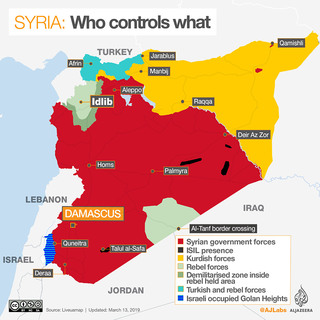 SYRIA: Who controls what
TURKEY
Jarablus
Qamishli
Afrin
Manbij
Aleppo
Idlib
Raqqa
Deir Az Zor
Homs
Palmyra
LEBANON
IRAQ
DAMASCUS
Al-Tanf border crossing
Quneitra
Talul al-Safa
ISRAEL
Deraa
JORDAN
Syrian government forces
ISIL presence
Kurdish forces
Rebel forces
Demilitarised zone inside
rebel held area
Turkish and rebel forces
Israeli occupied Golan Heights
Source: Liveuamap | Updated: March 13, 2019
@AJLabs
ALJAZEERA